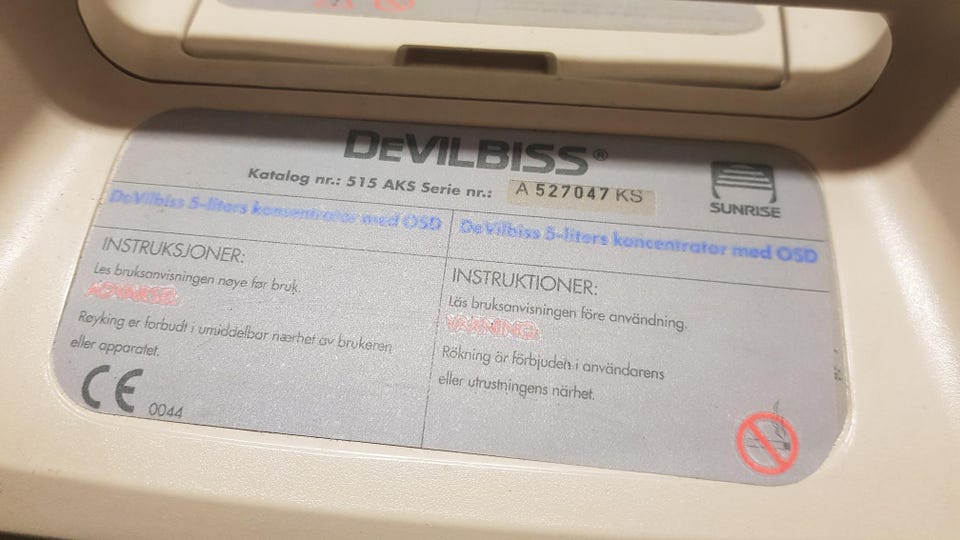 DEVILBISS®
Katalog nr.: 515 AKS Serie nr.: A 527047 KS
SUNRISE
DeVilbiss 5-liters konsentrator med OSD
INSTRUKSJONER:
Les bruksanvisningen nøye før bruk.
ADVARSEL:
Røyking er forbudt i umiddelbar nærhet av brukeren
eller apparatet.
CE 0044
DeVilbiss 5-liters koncentrator med OSD
INSTRUKTIONER:
Läs bruksanvisningen före användning.
VARNING:
Rökning är förbjuden i användarens
eller utrustningens närhet.